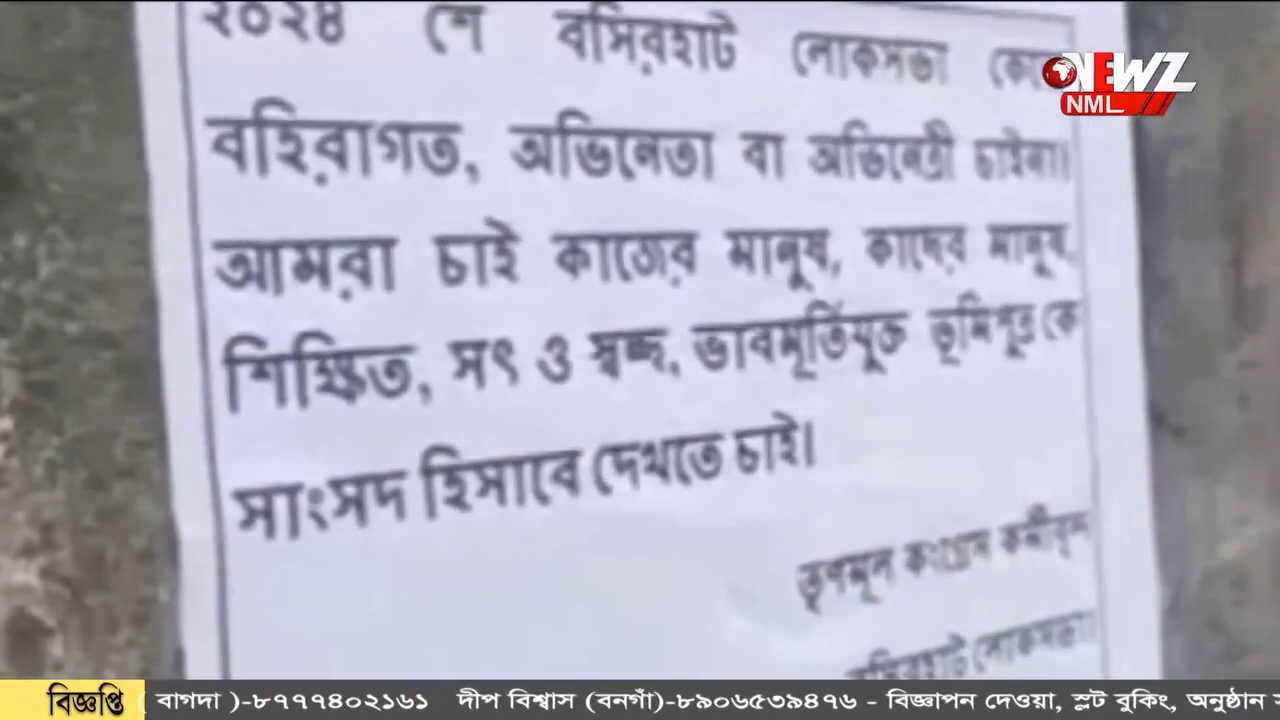 ২০২৪ শে বসিরহাট লোকসভা কেন্দ্রে
NEWZ
NML
বহিরাগত, অভিনেতা বা অভিনেত্রী চাইনা।
আমরা চাই কাজের মানুষ, কাছের মানুষ,
শিক্ষিত, সৎ ও স্বচ্ছ, ভাবমূর্তিযুক্ত ভূমিপুত্র কে
সাংসদ হিসাবে দেখতে চাই।
তৃণমূল কংগ্রেস কর্মীবৃন্দ
বসিরহাট লোকসভা।
বিজ্ঞপ্তি ( বাগদা )-৮৭৭৭৪০২১৬১ দীপ বিশ্বাস (বনগাঁ)-৮৯০৬৫৩৯৪৭৬ - বিজ্ঞাপন দেওয়া, স্লট বুকিং, অনুষ্ঠান